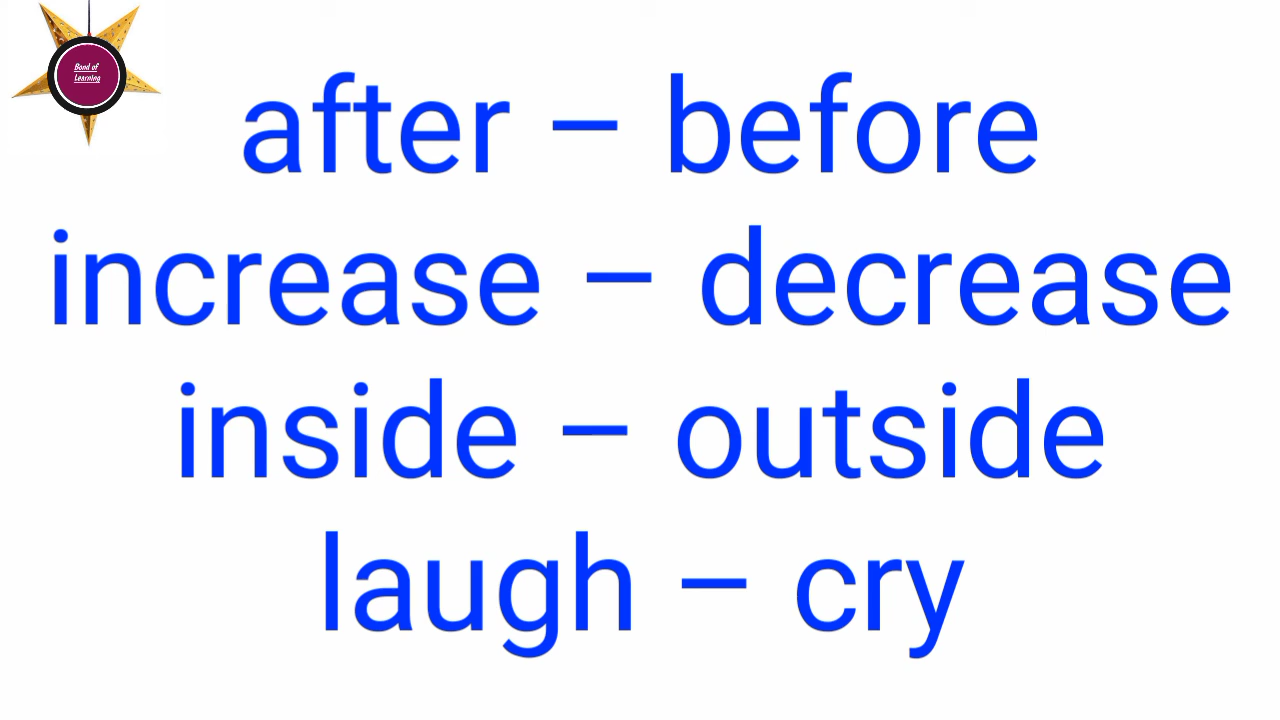 Bond of
Learning
after – before
increase – decrease
inside – outside
laugh – cry